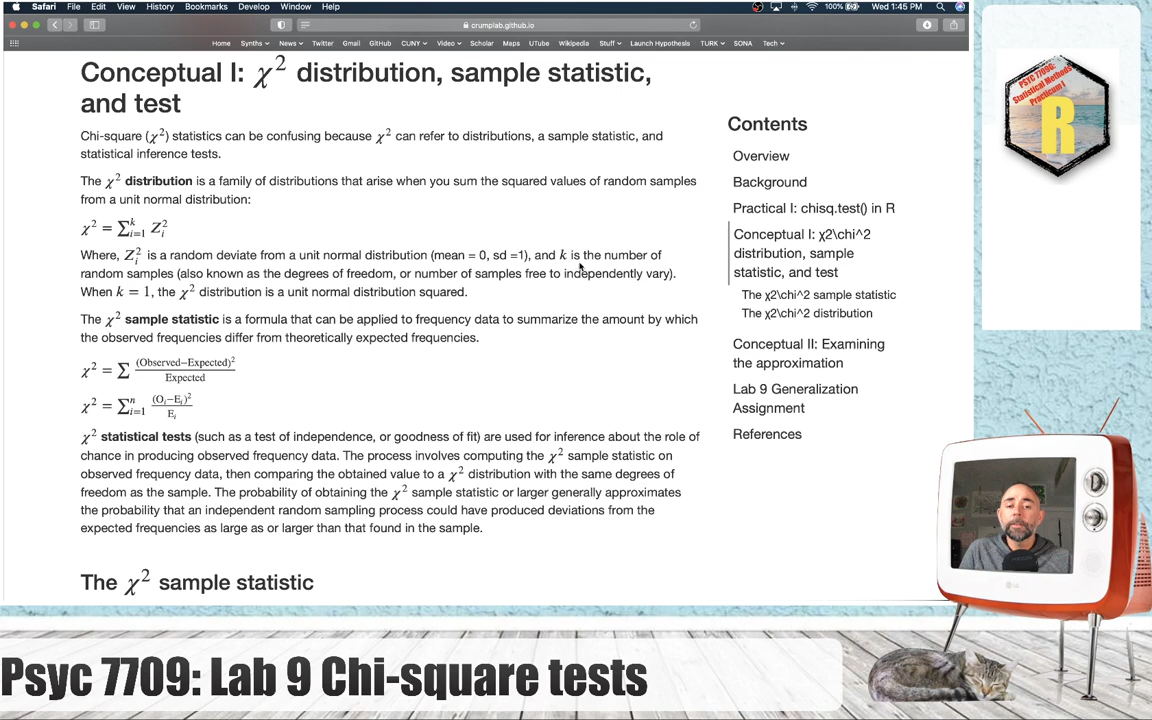 Safari File Edit View History Bookmarks Develop Window Help 100% Wed 1:45 PM
crumplab.github.io
Home Synths News Twitter Gmail GitHub CUNY Video Scholar Maps UTube Wikipedia Stuff Launch Hypothesis TURK SONA Tech
Conceptual I: χ² distribution, sample statistic,
and test
Chi-square (χ²) statistics can be confusing because χ² can refer to distributions, a sample statistic, and
statistical inference tests.
The χ² distribution is a family of distributions that arise when you sum the squared values of random samples
from a unit normal distribution:
χ² = ∑ᵏᵢ₌₁ Zᵢ²
Where, Zᵢ² is a random deviate from a unit normal distribution (mean = 0, sd =1), and k is the number of
random samples (also known as the degrees of freedom, or number of samples free to independently vary).
When k = 1, the χ² distribution is a unit normal distribution squared.
The χ² sample statistic is a formula that can be applied to frequency data to summarize the amount by which
the observed frequencies differ from theoretically expected frequencies.
χ² = ∑ (Observed−Expected)² / Expected
χ² = ∑ⁿᵢ₌₁ (Oᵢ−Eᵢ)² / Eᵢ
χ² statistical tests (such as a test of independence, or goodness of fit) are used for inference about the role of
chance in producing observed frequency data. The process involves computing the χ² sample statistic on
observed frequency data, then comparing the obtained value to a χ² distribution with the same degrees of
freedom as the sample. The probability of obtaining the χ² sample statistic or larger generally approximates
the probability that an independent random sampling process could have produced deviations from the
expected frequencies as large as or larger than that found in the sample.
The χ² sample statistic
Contents
Overview
Background
Practical I: chisq.test() in R
Conceptual I: χ2\chi^2
distribution, sample
statistic, and test
The χ2\chi^2 sample statistic
The χ2\chi^2 distribution
Conceptual II: Examining
the approximation
Lab 9 Generalization
Assignment
References
PSYC 7709G:
Statistical Methods
Practicum I
R
LG
Psyc 7709: Lab 9 Chi-square tests